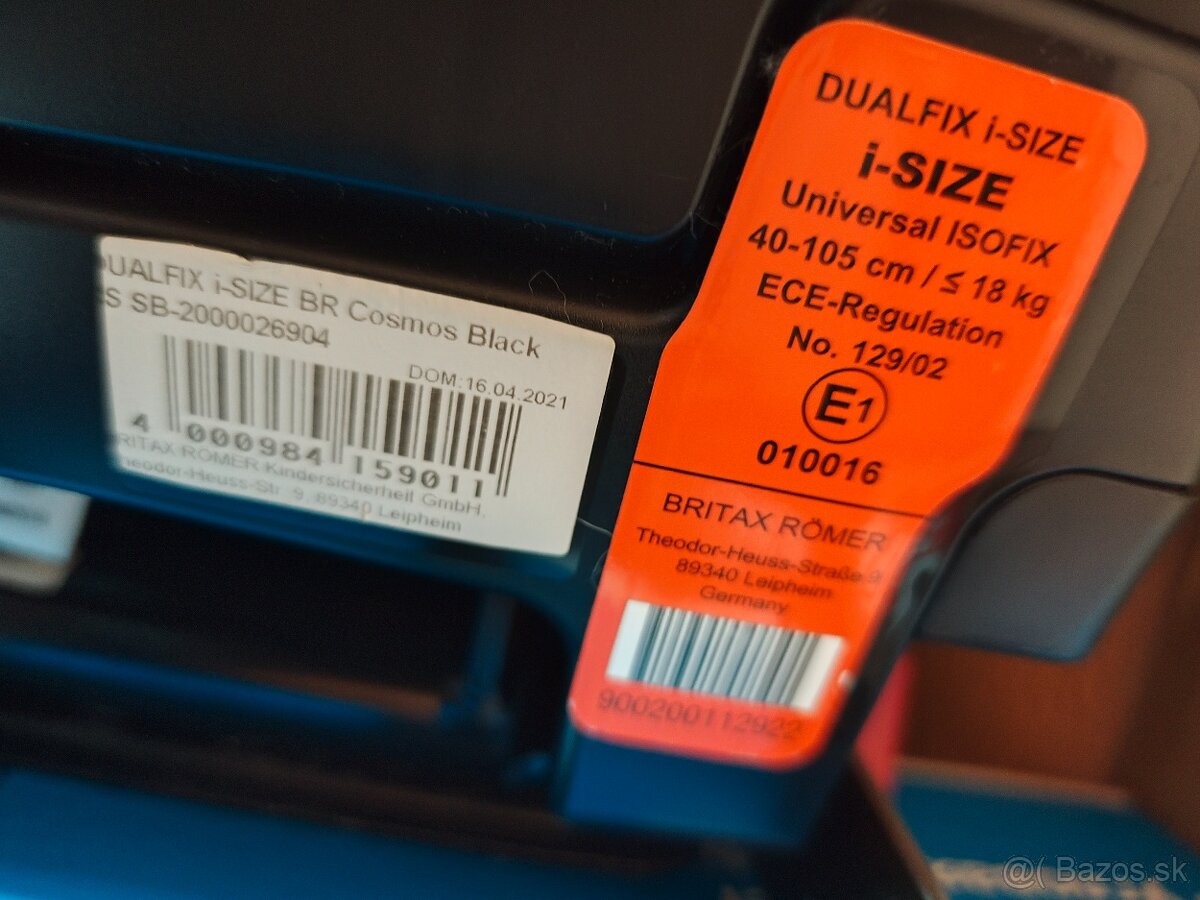 DUALFIX i-SIZE BR Cosmos Black
S SB-2000026904
DOM:16.04.2021
4 000984 159011
RÖMER Kindersicherheit GmbH.
Theodor-Heuss-Str. 9, 89340 Leipheim
DUALFIX i-SIZE
i-SIZE
Universal ISOFIX
40-105 cm / ≤ 18 kg
ECE-Regulation
No. 129/02
E1
010016
BRITAX RÖMER
Theodor-Heuss-Straße 9
89340 Leipheim
Germany
900200112922
@( Bazos.sk